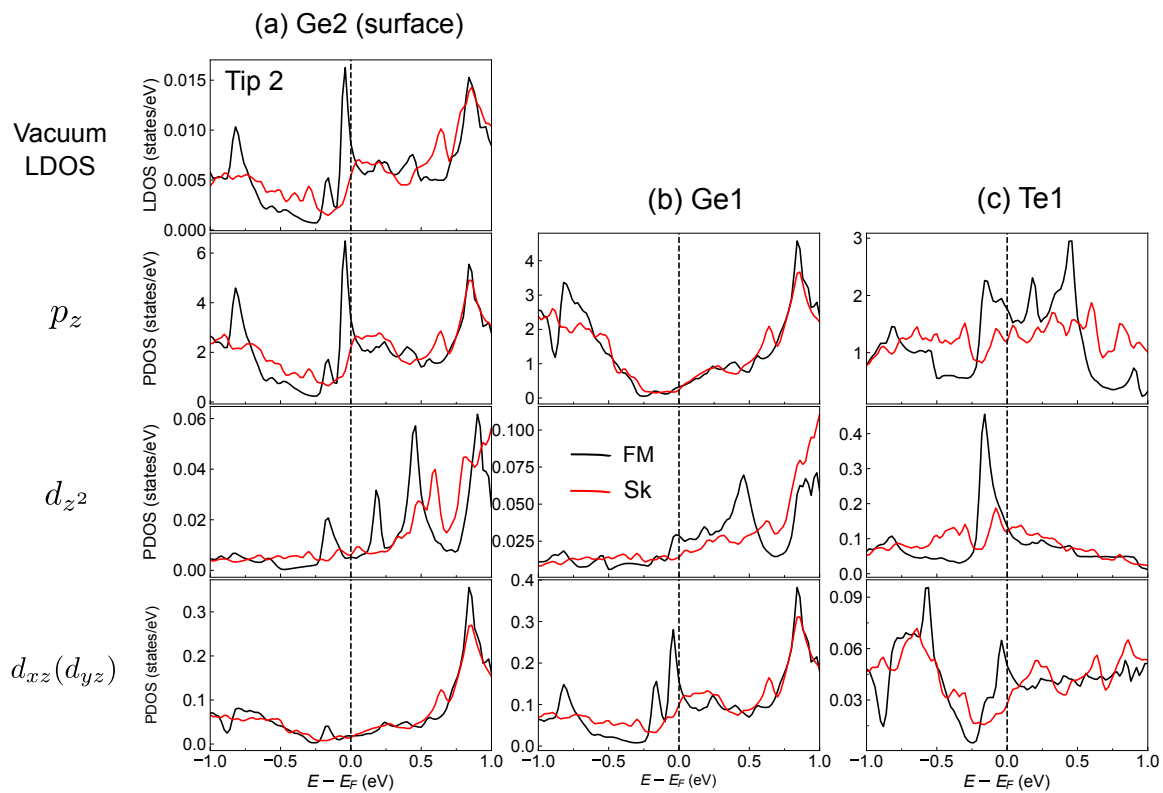 (a) Ge2 (surface)
Vacuum
LDOS
Tip 2
LDOS (states/eV)
0.015
0.010
0.005
0.000
(b) Ge1
(c) Te1
p_z
PDOS (states/eV)
6
4
2
0
4
3
2
1
0
3
2
1
d_{z^2}
PDOS (states/eV)
0.06
0.04
0.02
0.00
0.100
0.075
0.050
0.025
FM
Sk
0.4
0.3
0.2
0.1
0.0
d_{xz}(d_{yz})
PDOS (states/eV)
0.3
0.2
0.1
0.0
0.4
0.3
0.2
0.1
0.0
0.09
0.06
0.03
−1.0 −0.5 0.0 0.5 1.0
E − E_F (eV)
−1.0 −0.5 0.0 0.5 1.0
E − E_F (eV)
−1.0 −0.5 0.0 0.5 1.0
E − E_F (eV)